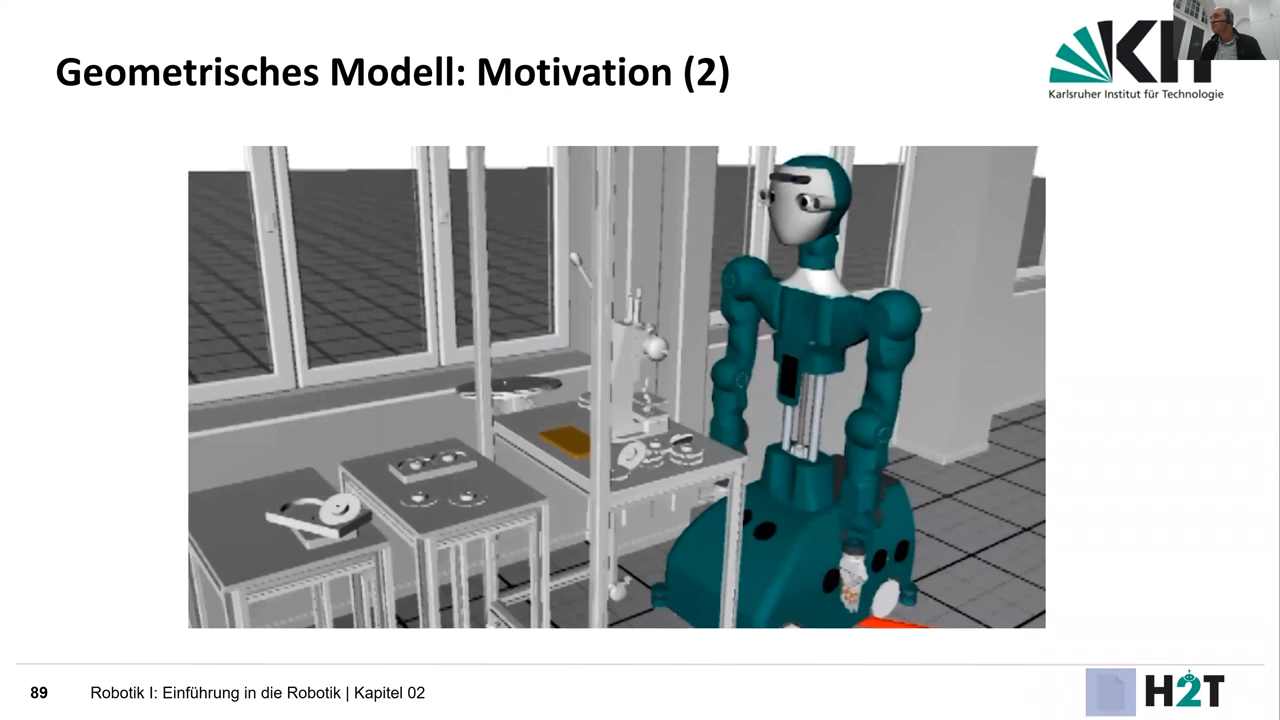 Geometrisches Modell: Motivation (2)
Karlsruher Institut für Technologie
89
Robotik I: Einführung in die Robotik | Kapitel 02
H2T